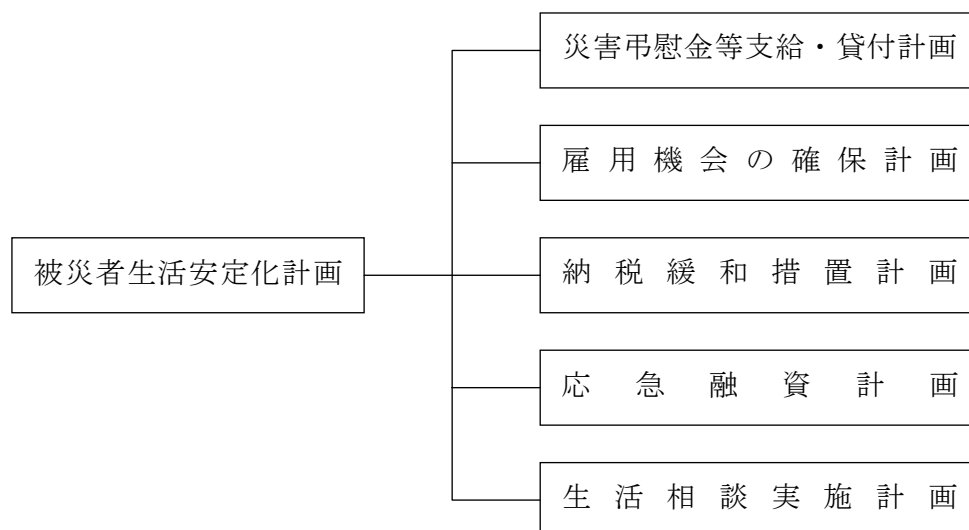 災害弔慰金等支給・貸付計画
雇用機会の確保計画
被災者生活安定化計画
納税緩和措置計画
応急融資計画
生活相談実施計画